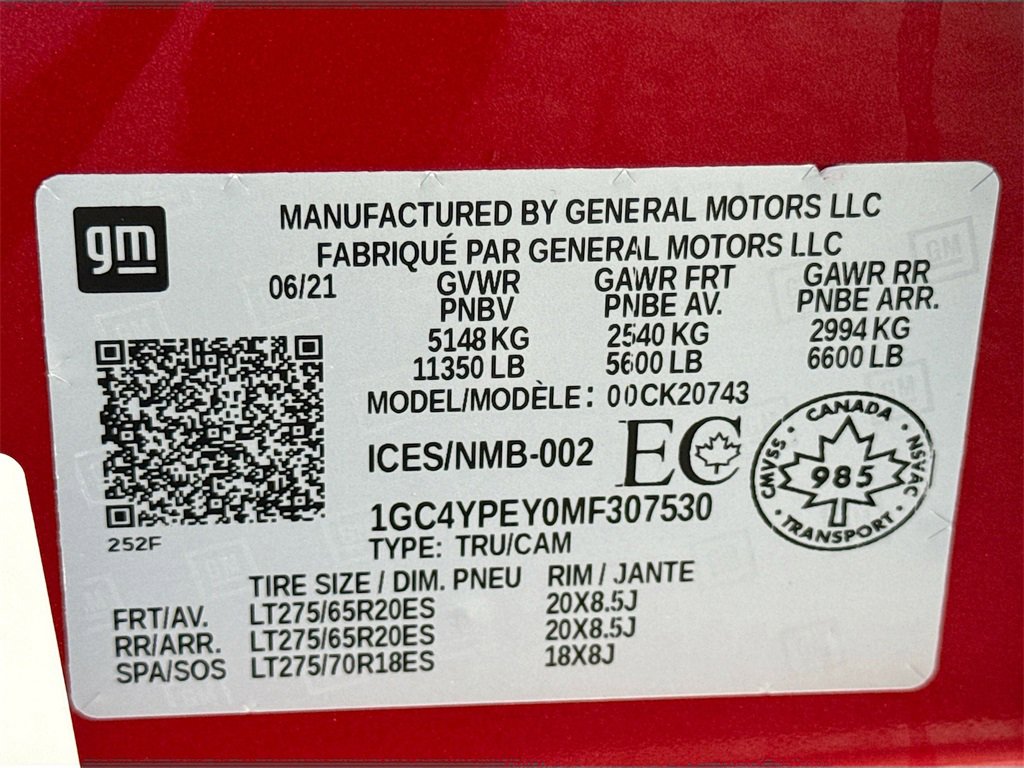 gm
MANUFACTURED BY GENERAL MOTORS LLC
FABRIQUÉ PAR GENERAL MOTORS LLC
06/21 GVWR GAWR FRT GAWR RR
PNBV PNBE AV. PNBE ARR.
5148 KG 2540 KG 2994 KG
11350 LB 5600 LB 6600 LB
MODEL/MODÈLE: 00CK20743
ICES/NMB-002 EC
CANADA
CMVSS · 985 · NSVAC
TRANSPORT
1GC4YPEY0MF307530
252F
TYPE: TRU/CAM
TIRE SIZE / DIM. PNEU RIM / JANTE
FRT/AV. LT275/65R20ES 20X8.5J
RR/ARR. LT275/65R20ES 20X8.5J
SPA/SOS LT275/70R18ES 18X8J